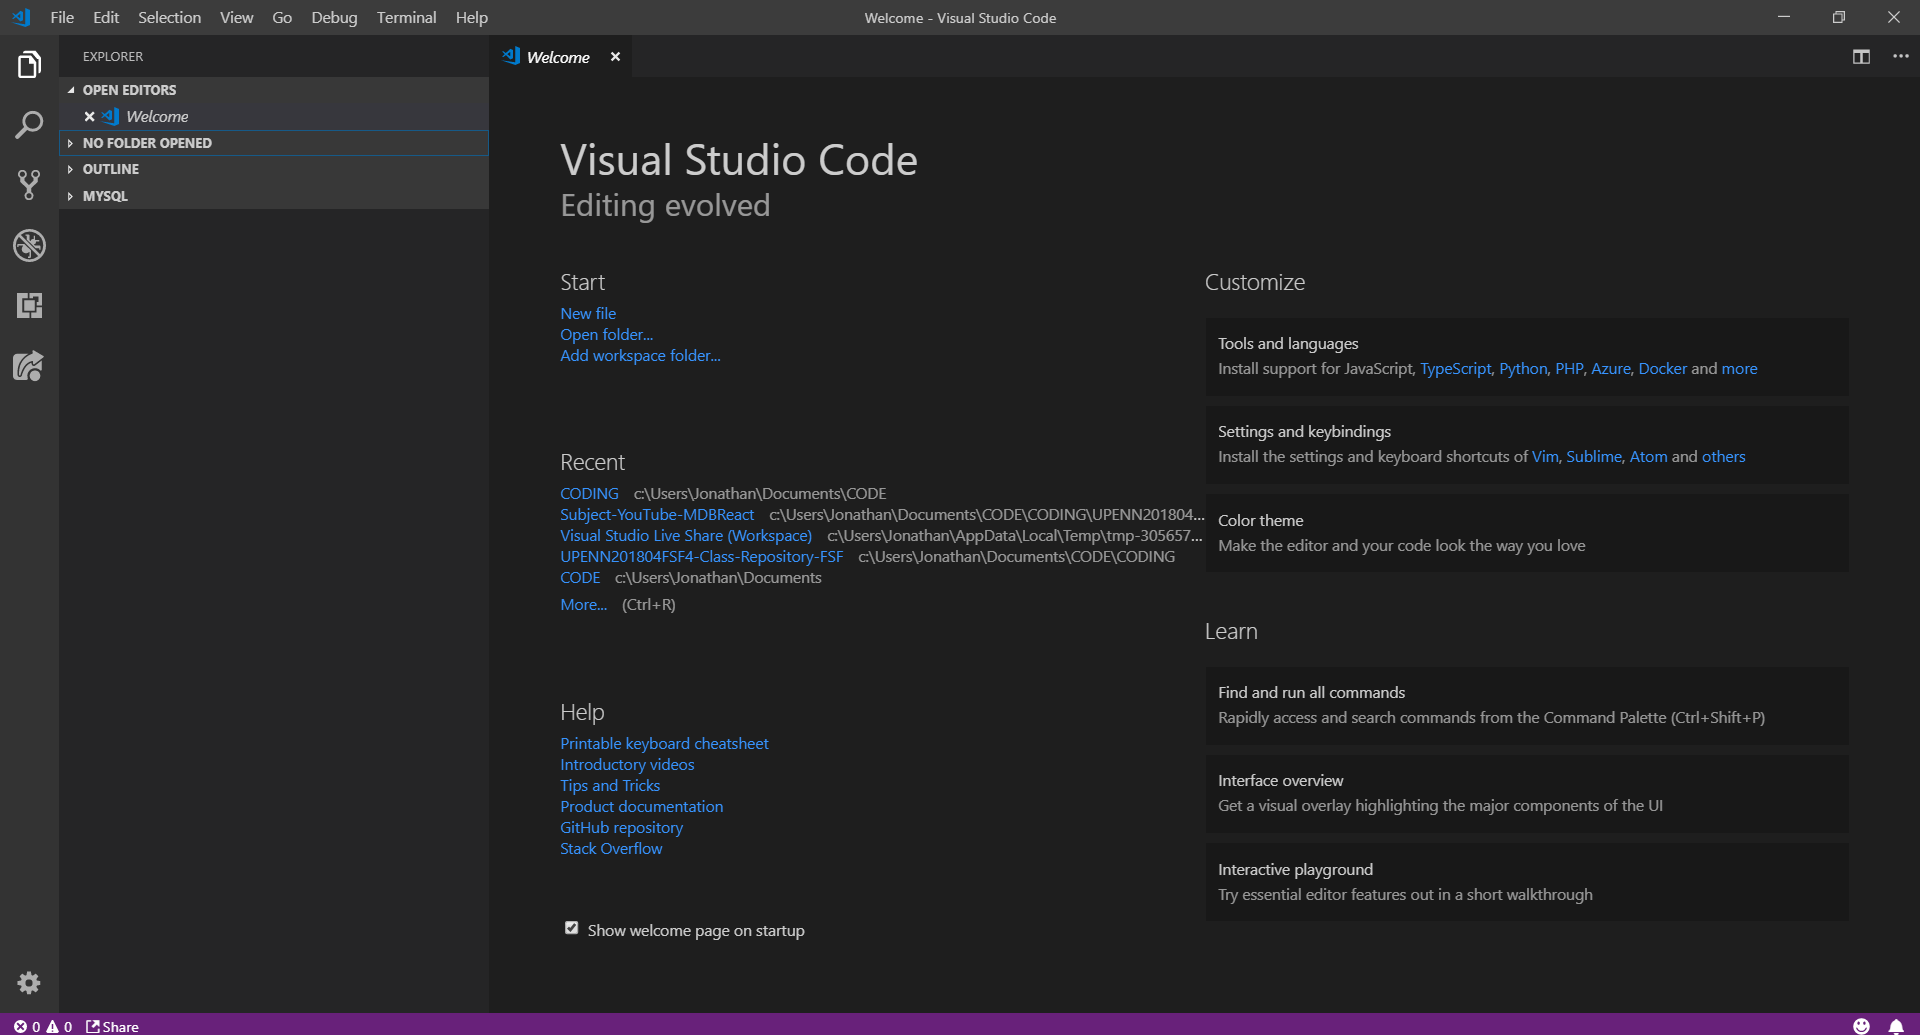 File Edit Selection View Go Debug Terminal Help
Welcome - Visual Studio Code
EXPLORER
OPEN EDITORS
Welcome
NO FOLDER OPENED
OUTLINE
MYSQL
Welcome
Visual Studio Code
Editing evolved
Start
New file
Open folder...
Add workspace folder...
Recent
CODING c:\Users\Jonathan\Documents\CODE
Subject-YouTube-MDBReact c:\Users\Jonathan\Documents\CODE\CODING\UPENN201804...
Visual Studio Live Share (Workspace) c:\Users\Jonathan\AppData\Local\Temp\tmp-305657...
UPENN201804FSF4-Class-Repository-FSF c:\Users\Jonathan\Documents\CODE\CODING
CODE c:\Users\Jonathan\Documents
More... (Ctrl+R)
Help
Printable keyboard cheatsheet
Introductory videos
Tips and Tricks
Product documentation
GitHub repository
Stack Overflow
Show welcome page on startup
Customize
Tools and languages
Install support for JavaScript, TypeScript, Python, PHP, Azure, Docker and more
Settings and keybindings
Install the settings and keyboard shortcuts of Vim, Sublime, Atom and others
Color theme
Make the editor and your code look the way you love
Learn
Find and run all commands
Rapidly access and search commands from the Command Palette (Ctrl+Shift+P)
Interface overview
Get a visual overlay highlighting the major components of the UI
Interactive playground
Try essential editor features out in a short walkthrough
0 0 Share